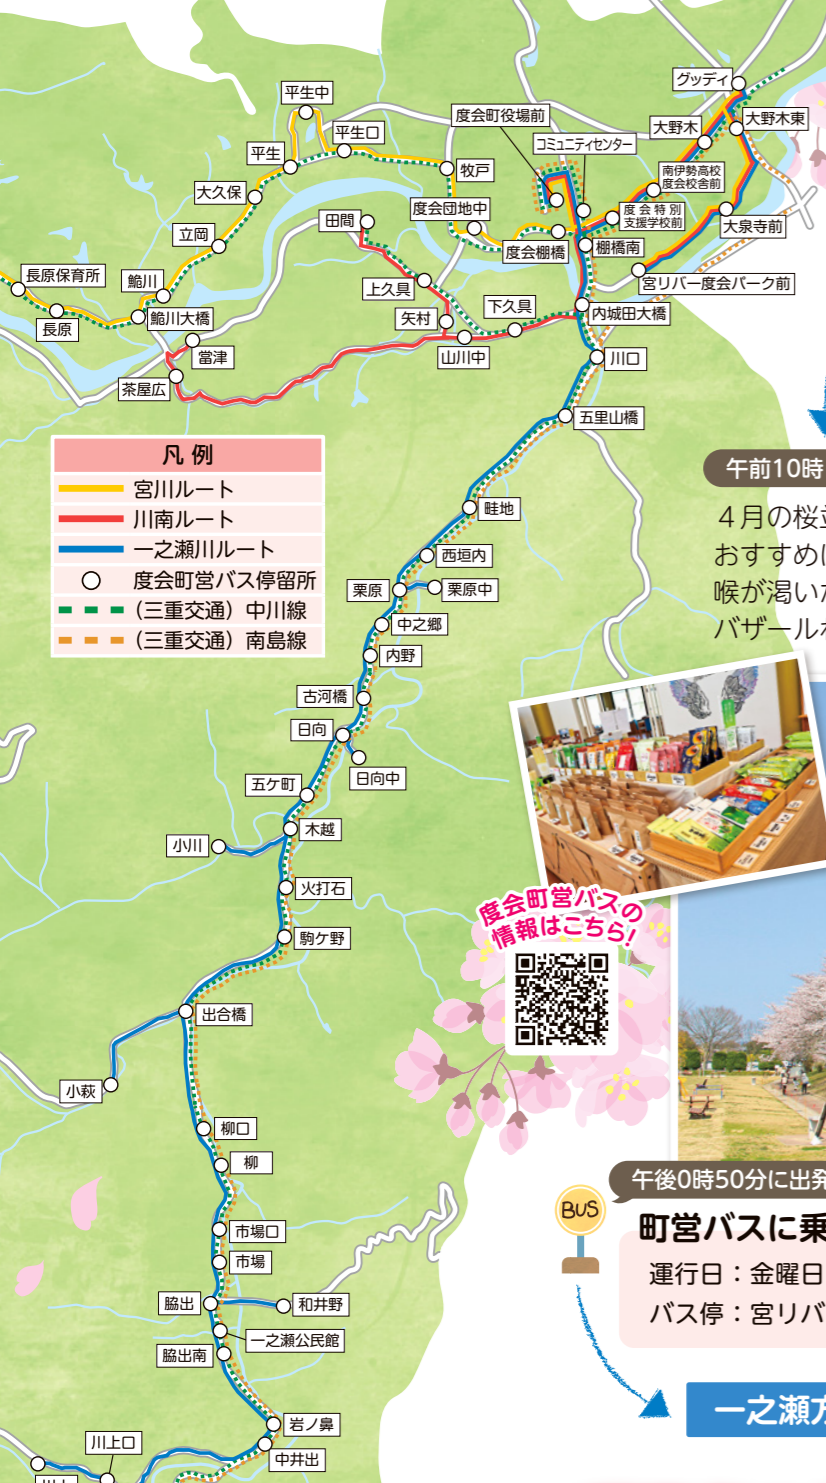 グッディ
平生中
度会町役場前
大野木東
平生口
コミュニティセンター
大野木
平生
牧戸
南伊勢高校
度会校舎前
大久保
度会団地中
度会特別
支援学校前
田間
大泉寺前
立岡
度会棚橋
棚橋南
長原保育所
鮠川
上久具
宮リバー度会パーク前
下久具
長原
鮠川大橋
矢村
内城田大橋
當津
山川中
川口
茶屋広
五里山橋
凡例
宮川ルート
川南ルート
一之瀬川ルート
度会町営バス停留所
(三重交通)中川線
(三重交通)南島線
午前10時
畦地
4月の桜
おすすめ
喉が渇い
バザール
西垣内
栗原
栗原中
中之郷
内野
古河橋
日向
日向中
五ケ町
木越
小川
火打石
度会町営バスの
情報はこちら!
駒ケ野
出合橋
小萩
柳口
柳
午後0時50分に出発
BUS
町営バスに乗
運行日:金曜日
バス停:宮リバ
市場口
市場
脇出
和井野
一之瀬公民館
脇出南
一之瀬方
岩ノ鼻
川上口
中井出